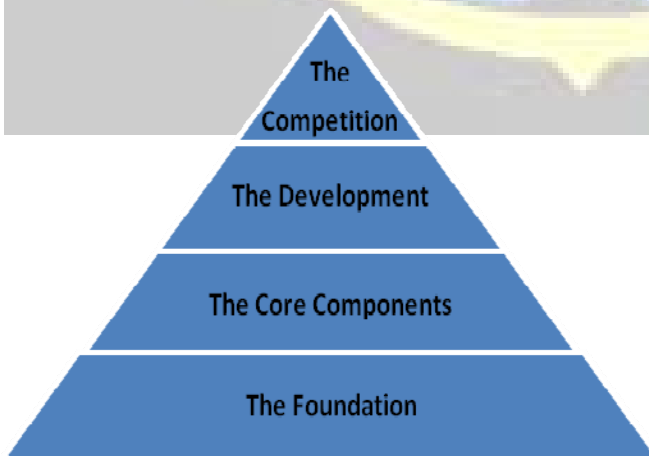 The
Competition
The Development
The Core Components
The Foundation